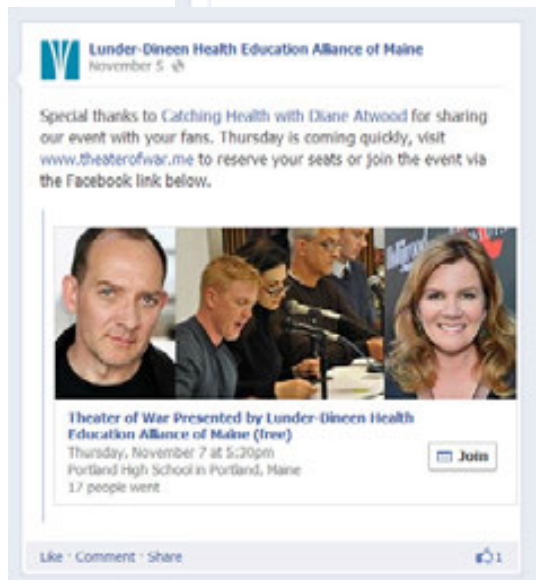 Lunder-Dineen Health Education Alliance of Maine
November 5
Special thanks to Catching Health with Diane Atwood for sharing
our event with your fans. Thursday is coming quickly, visit
www.theaterofwar.me to reserve your seats or join the event via
the Facebook link below.
Theater of War Presented by Lunder-Dineen Health
Education Alliance of Maine (free)
Thursday, November 7 at 5:30pm
Portland High School in Portland, Maine
17 people went
Join
Like · Comment · Share
1